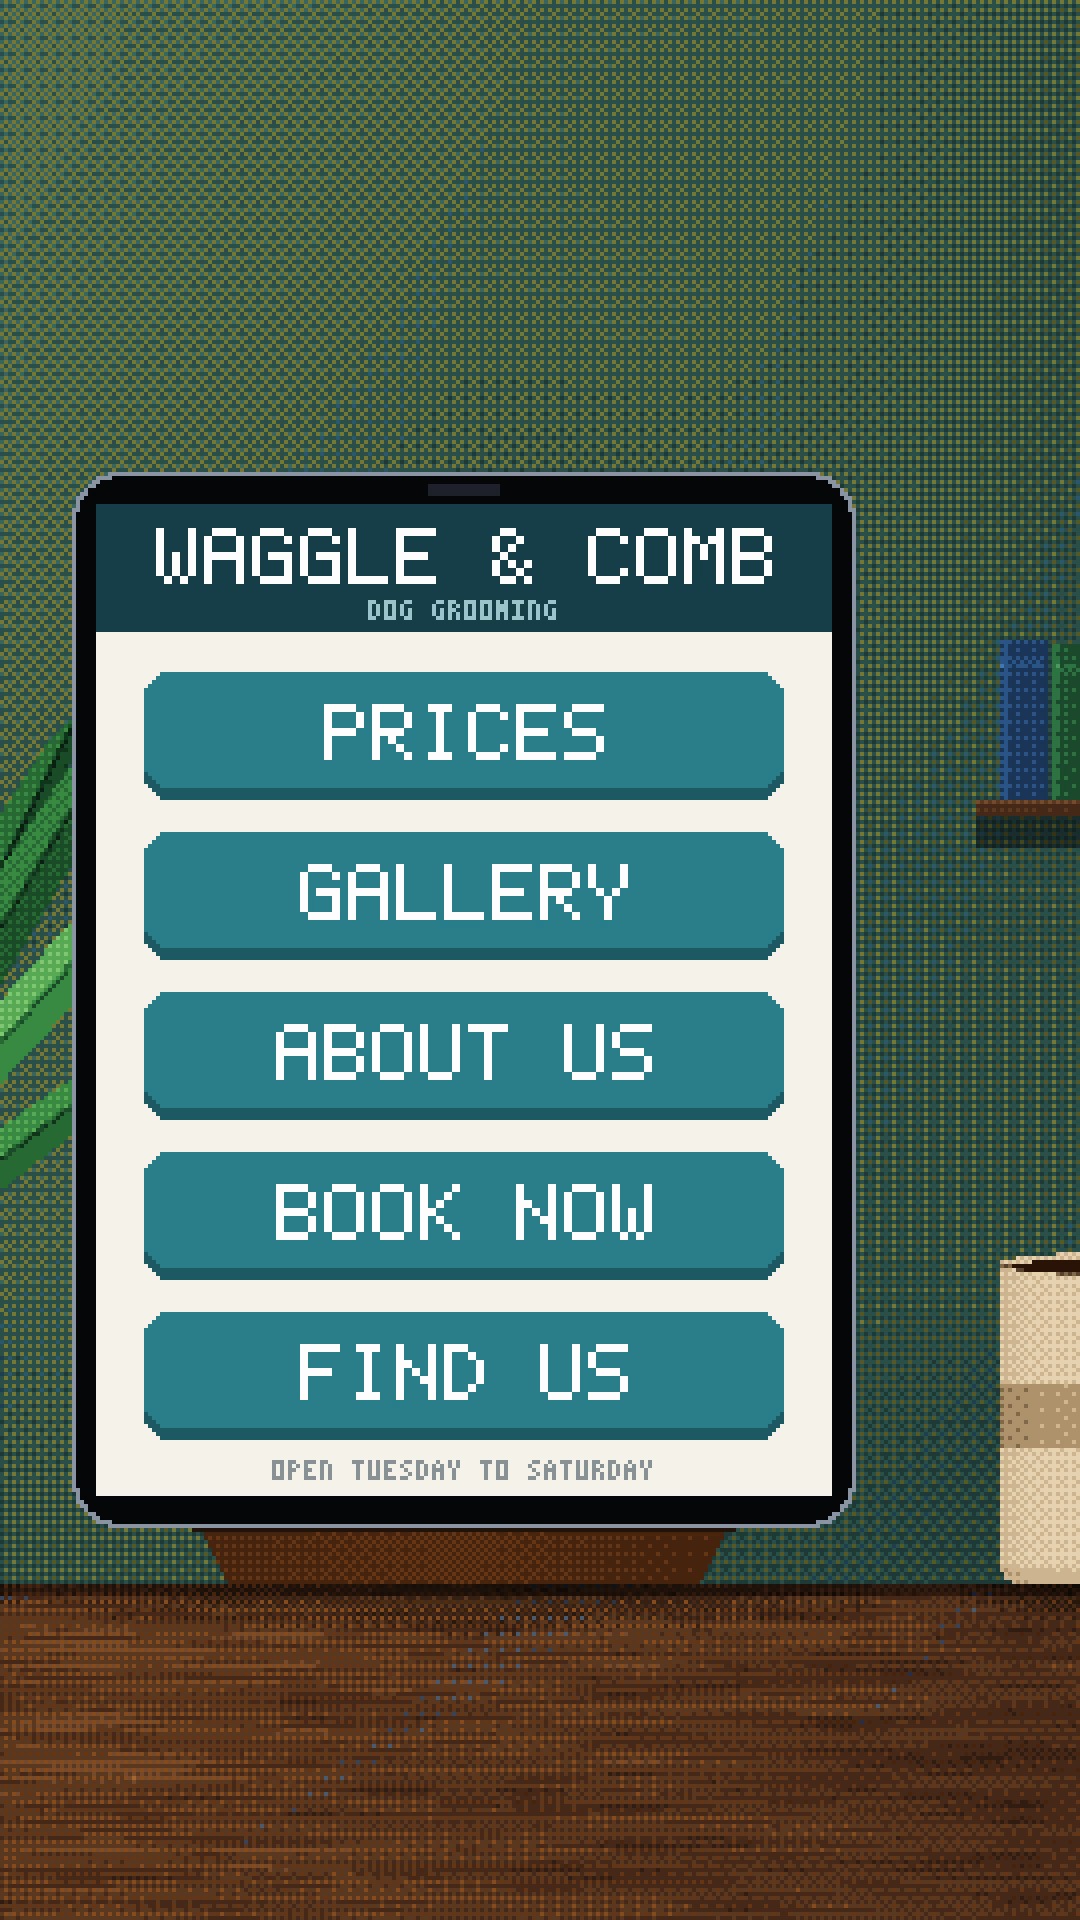 WAGGLE & COMB
DOG GROOMING
PRICES
GALLERY
ABOUT US
BOOK NOW
FIND US
OPEN TUESDAY TO SATURDAY